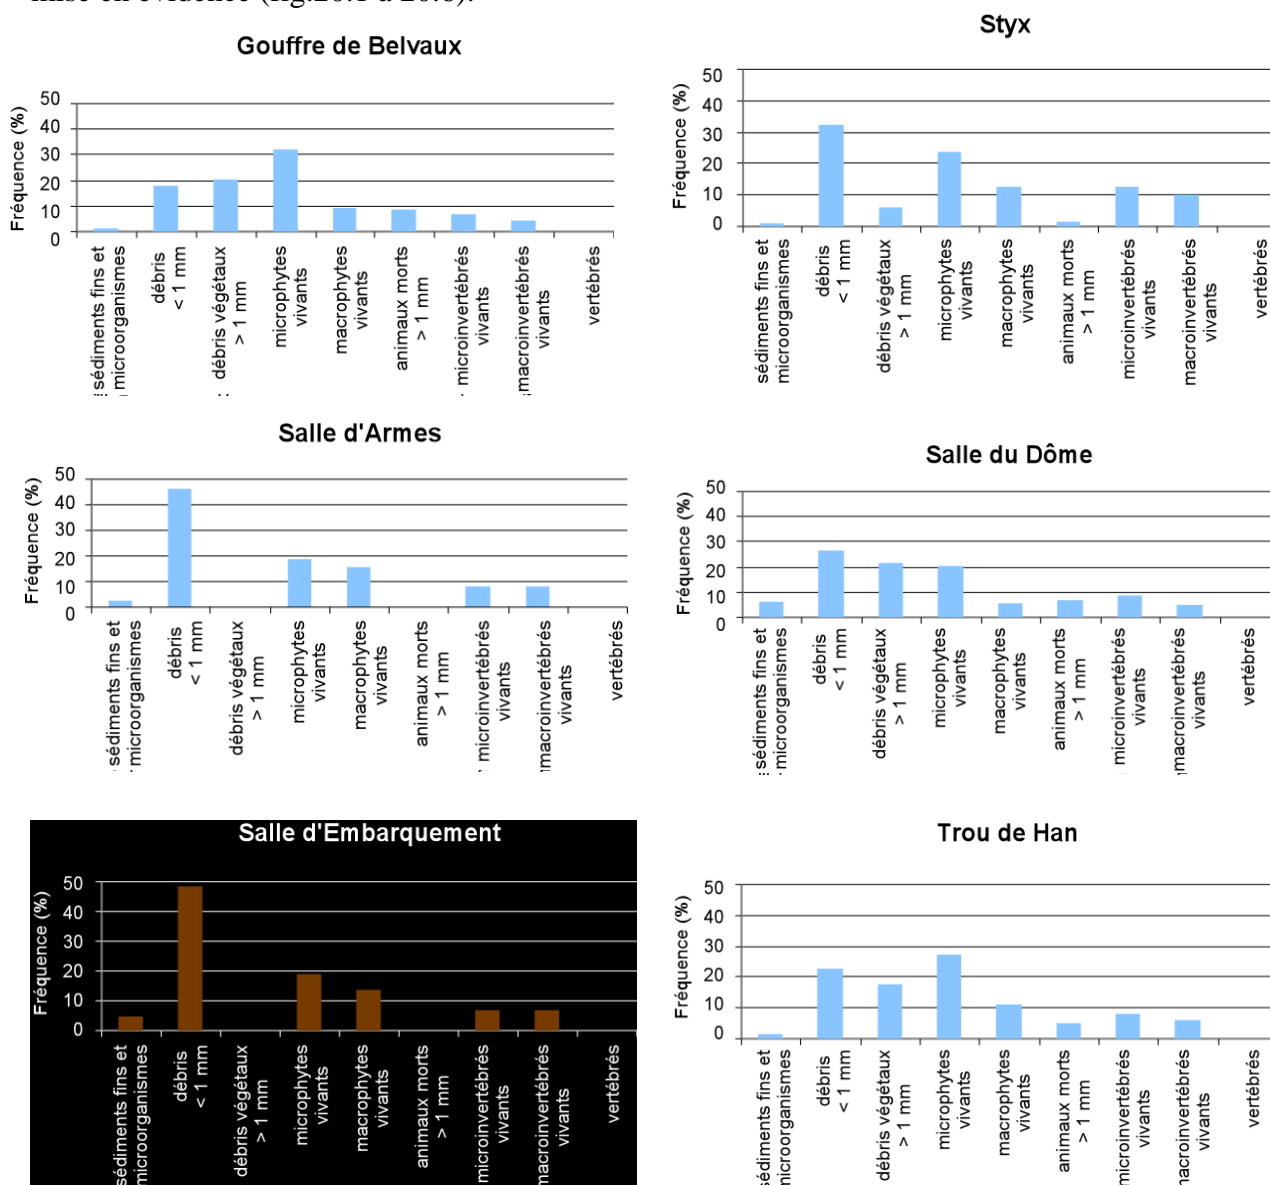 mise en évidence (fig.20.1 à 20.6).
Gouffre de Belvaux
Fréquence (%)
50
40
30
20
10
0
sédiments fins et
microorganismes
débris
< 1 mm
débris végétaux
> 1 mm
microphytes
vivants
macrophytes
vivants
animaux morts
> 1 mm
microinvertébrés
vivants
macroinvertébrés
vivants
vertébrés
Styx
Fréquence (%)
50
40
30
20
10
0
sédiments fins et
microorganismes
débris
< 1 mm
débris végétaux
> 1 mm
microphytes
vivants
macrophytes
vivants
animaux morts
> 1 mm
microinvertébrés
vivants
macroinvertébrés
vivants
vertébrés
Salle d'Armes
Fréquence (%)
50
40
30
20
10
0
sédiments fins et
microorganismes
débris
< 1 mm
débris végétaux
> 1 mm
microphytes
vivants
macrophytes
vivants
animaux morts
> 1 mm
microinvertébrés
vivants
macroinvertébrés
vivants
vertébrés
Salle du Dôme
Fréquence (%)
50
40
30
20
10
0
sédiments fins et
microorganismes
débris
< 1 mm
débris végétaux
> 1 mm
microphytes
vivants
macrophytes
vivants
animaux morts
> 1 mm
microinvertébrés
vivants
macroinvertébrés
vivants
vertébrés
Salle d'Embarquement
Fréquence (%)
50
40
30
20
10
0
sédiments fins et
microorganismes
débris
< 1 mm
débris végétaux
> 1 mm
microphytes
vivants
macrophytes
vivants
animaux morts
> 1 mm
microinvertébrés
vivants
macroinvertébrés
vivants
vertébrés
Trou de Han
Fréquence (%)
50
40
30
20
10
0
sédiments fins et
microorganismes
débris
< 1 mm
débris végétaux
> 1 mm
microphytes
vivants
macrophytes
vivants
animaux morts
> 1 mm
microinvertébrés
vivants
macroinvertébrés
vivants
vertébrés